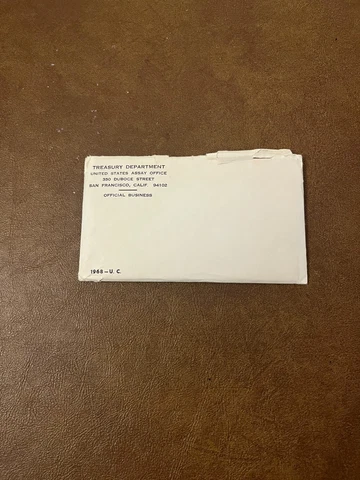 TREASURY DEPARTMENT
UNITED STATES ASSAY OFFICE
350 DUBOCE STREET
SAN FRANCISCO, CALIF. 94102
OFFICIAL BUSINESS
1968 – U. C.